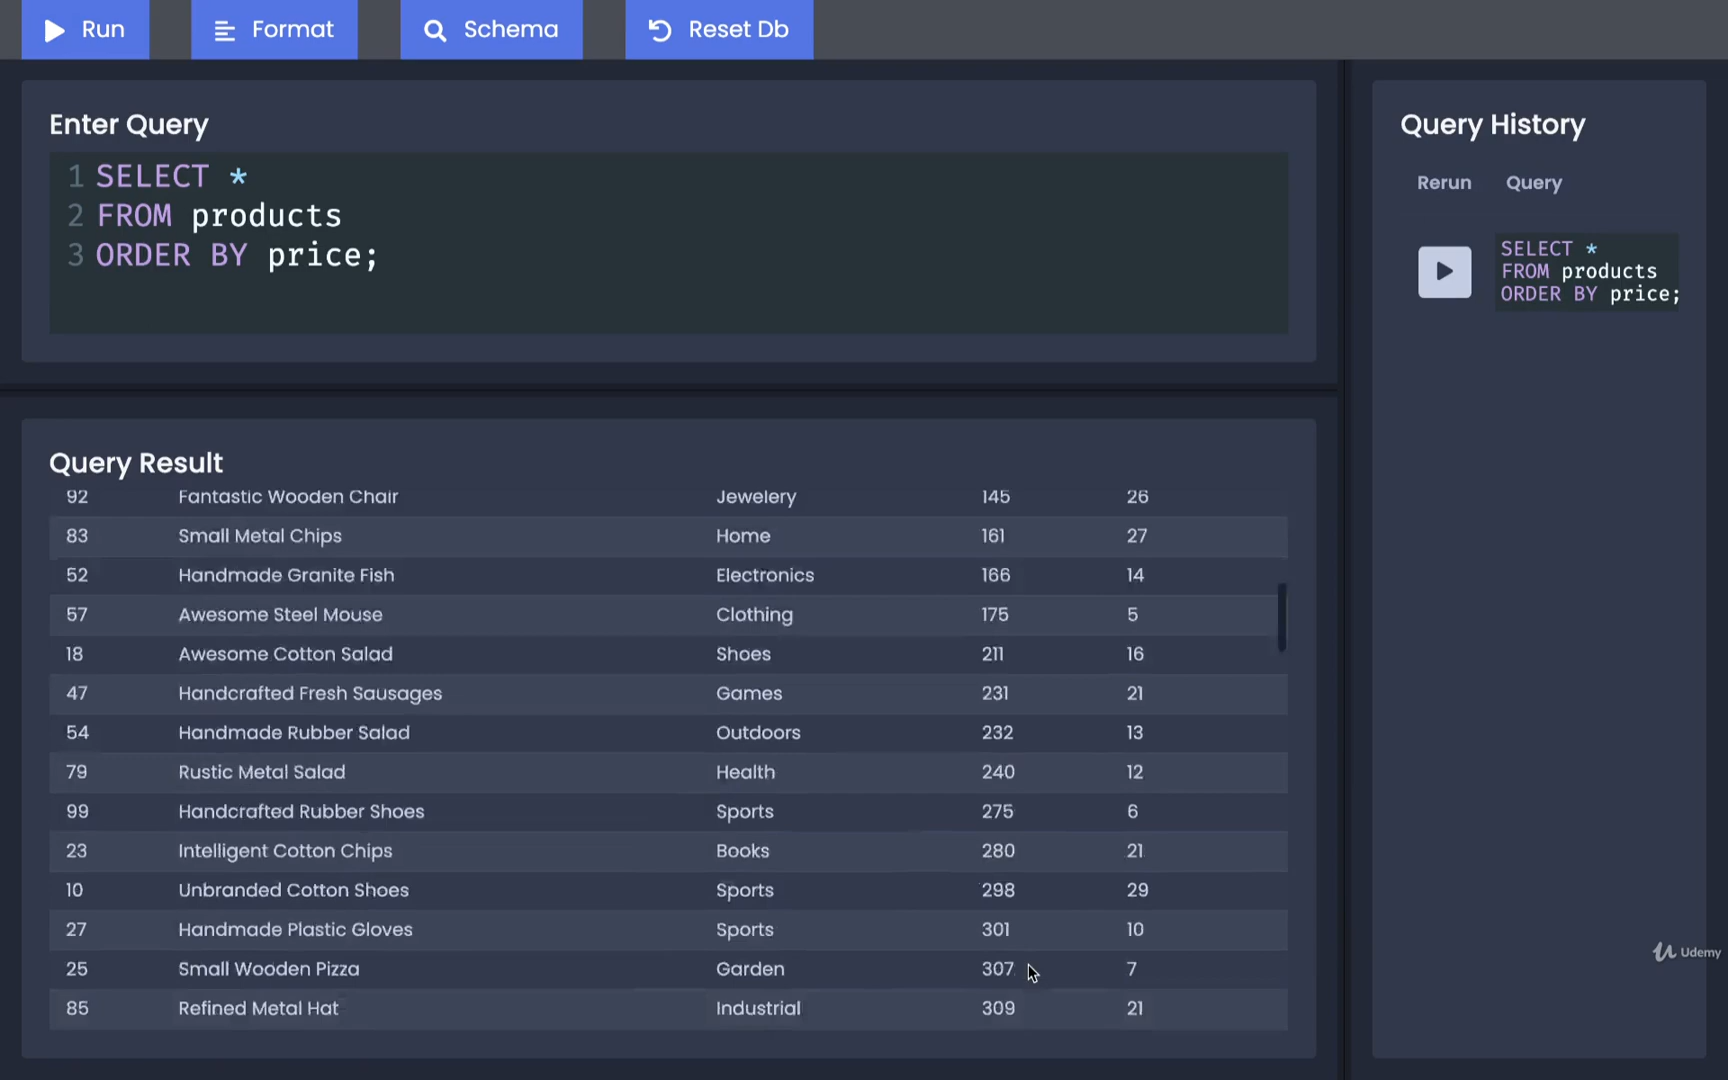 Run Format Schema Reset Db
Enter Query
1 SELECT *
2 FROM products
3 ORDER BY price;
Query Result
92 Fantastic Wooden Chair Jewelery 145 26
83 Small Metal Chips Home 161 27
52 Handmade Granite Fish Electronics 166 14
57 Awesome Steel Mouse Clothing 175 5
18 Awesome Cotton Salad Shoes 211 16
47 Handcrafted Fresh Sausages Games 231 21
54 Handmade Rubber Salad Outdoors 232 13
79 Rustic Metal Salad Health 240 12
99 Handcrafted Rubber Shoes Sports 275 6
23 Intelligent Cotton Chips Books 280 21
10 Unbranded Cotton Shoes Sports 298 29
27 Handmade Plastic Gloves Sports 301 10
25 Small Wooden Pizza Garden 307 7
85 Refined Metal Hat Industrial 309 21
Query History
Rerun Query
SELECT *
FROM products
ORDER BY price;
Udemy